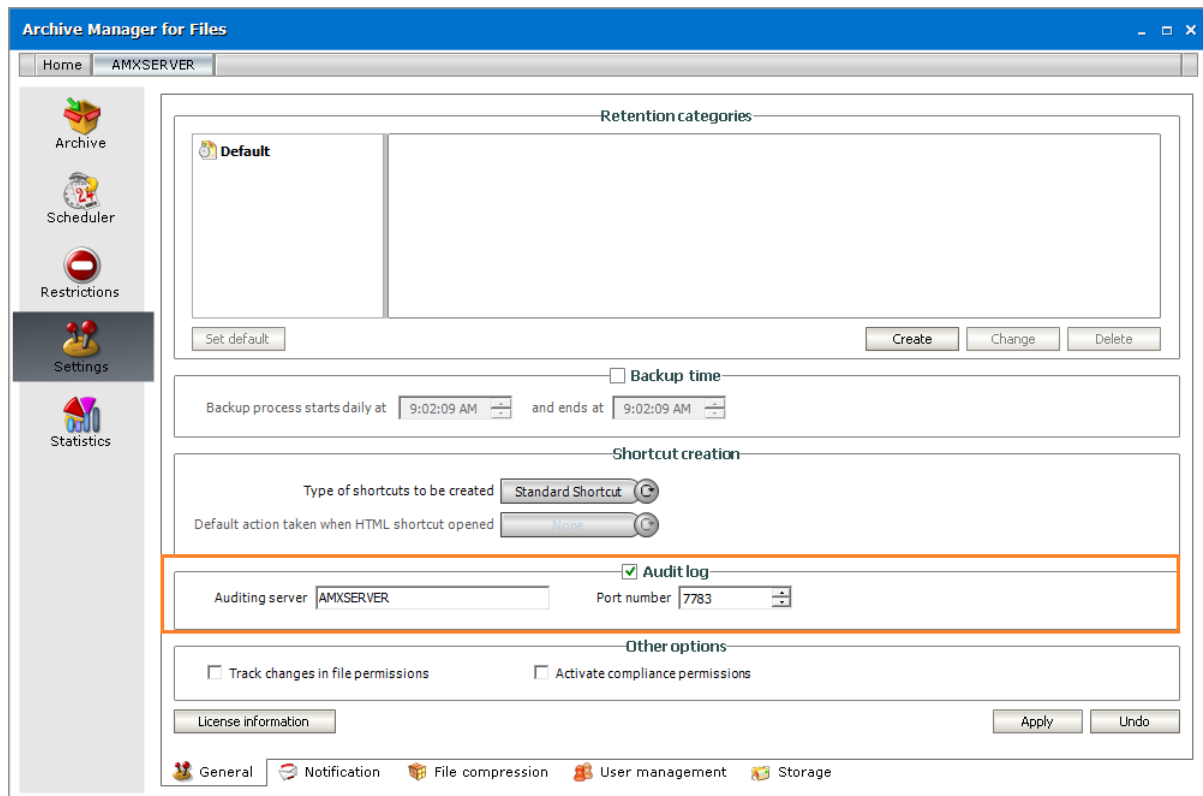 Archive Manager for Files
Home AMXSERVER
Archive
Scheduler
Restrictions
Settings
Statistics
Retention categories
Default
Set default Create Change Delete
Backup time
Backup process starts daily at 9:02:09 AM and ends at 9:02:09 AM
Shortcut creation
Type of shortcuts to be created Standard Shortcut
Default action taken when HTML shortcut opened None
Audit log
Auditing server AMXSERVER Port number 7783
Other options
Track changes in file permissions Activate compliance permissions
License information Apply Undo
General Notification File compression User management Storage